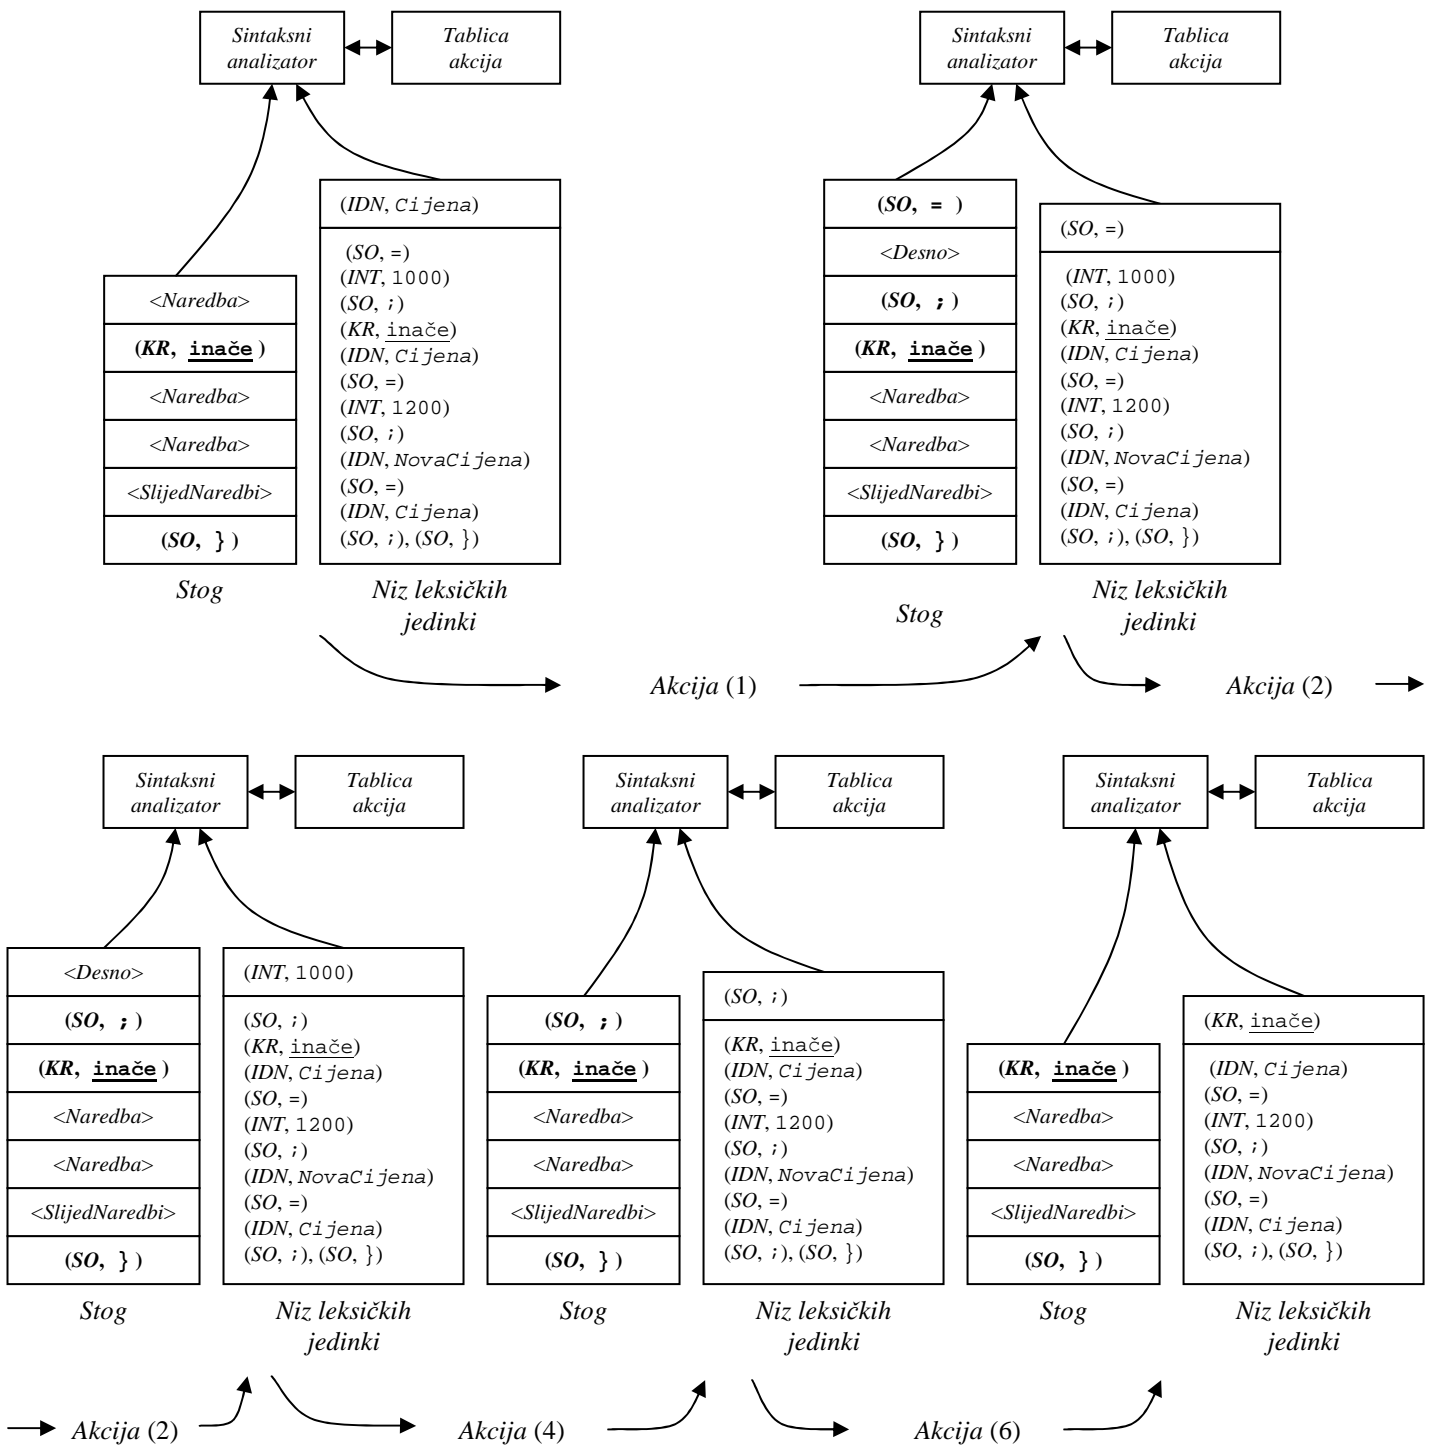 Sintaksni
analizator
Tablica
akcija
<Naredba>
(KR, inače )
<Naredba>
<Naredba>
<SlijedNaredbi>
(SO, } )
Stog
(IDN, Cijena)
(SO, =)
(INT, 1000)
(SO, ;)
(KR, inače)
(IDN, Cijena)
(SO, =)
(INT, 1200)
(SO, ;)
(IDN, NovaCijena)
(SO, =)
(IDN, Cijena)
(SO, ;), (SO, })
Niz leksičkih
jedinki
Sintaksni
analizator
Tablica
akcija
(SO, = )
<Desno>
(SO, ; )
(KR, inače )
<Naredba>
<Naredba>
<SlijedNaredbi>
(SO, } )
Stog
(SO, =)
(INT, 1000)
(SO, ;)
(KR, inače)
(IDN, Cijena)
(SO, =)
(INT, 1200)
(SO, ;)
(IDN, NovaCijena)
(SO, =)
(IDN, Cijena)
(SO, ;), (SO, })
Niz leksičkih
jedinki
Akcija (1)
Akcija (2)
Sintaksni
analizator
Tablica
akcija
<Desno>
(SO, ; )
(KR, inače )
<Naredba>
<Naredba>
<SlijedNaredbi>
(SO, } )
Stog
(INT, 1000)
(SO, ;)
(KR, inače)
(IDN, Cijena)
(SO, =)
(INT, 1200)
(SO, ;)
(IDN, NovaCijena)
(SO, =)
(IDN, Cijena)
(SO, ;), (SO, })
Niz leksičkih
jedinki
Sintaksni
analizator
Tablica
akcija
(SO, ; )
(KR, inače )
<Naredba>
<Naredba>
<SlijedNaredbi>
(SO, } )
Stog
(SO, ;)
(KR, inače)
(IDN, Cijena)
(SO, =)
(INT, 1200)
(SO, ;)
(IDN, NovaCijena)
(SO, =)
(IDN, Cijena)
(SO, ;), (SO, })
Niz leksičkih
jedinki
Sintaksni
analizator
Tablica
akcija
(KR, inače )
<Naredba>
<Naredba>
<SlijedNaredbi>
(SO, } )
Stog
(KR, inače)
(IDN, Cijena)
(SO, =)
(INT, 1200)
(SO, ;)
(IDN, NovaCijena)
(SO, =)
(IDN, Cijena)
(SO, ;), (SO, })
Niz leksičkih
jedinki
Akcija (2)
Akcija (4)
Akcija (6)